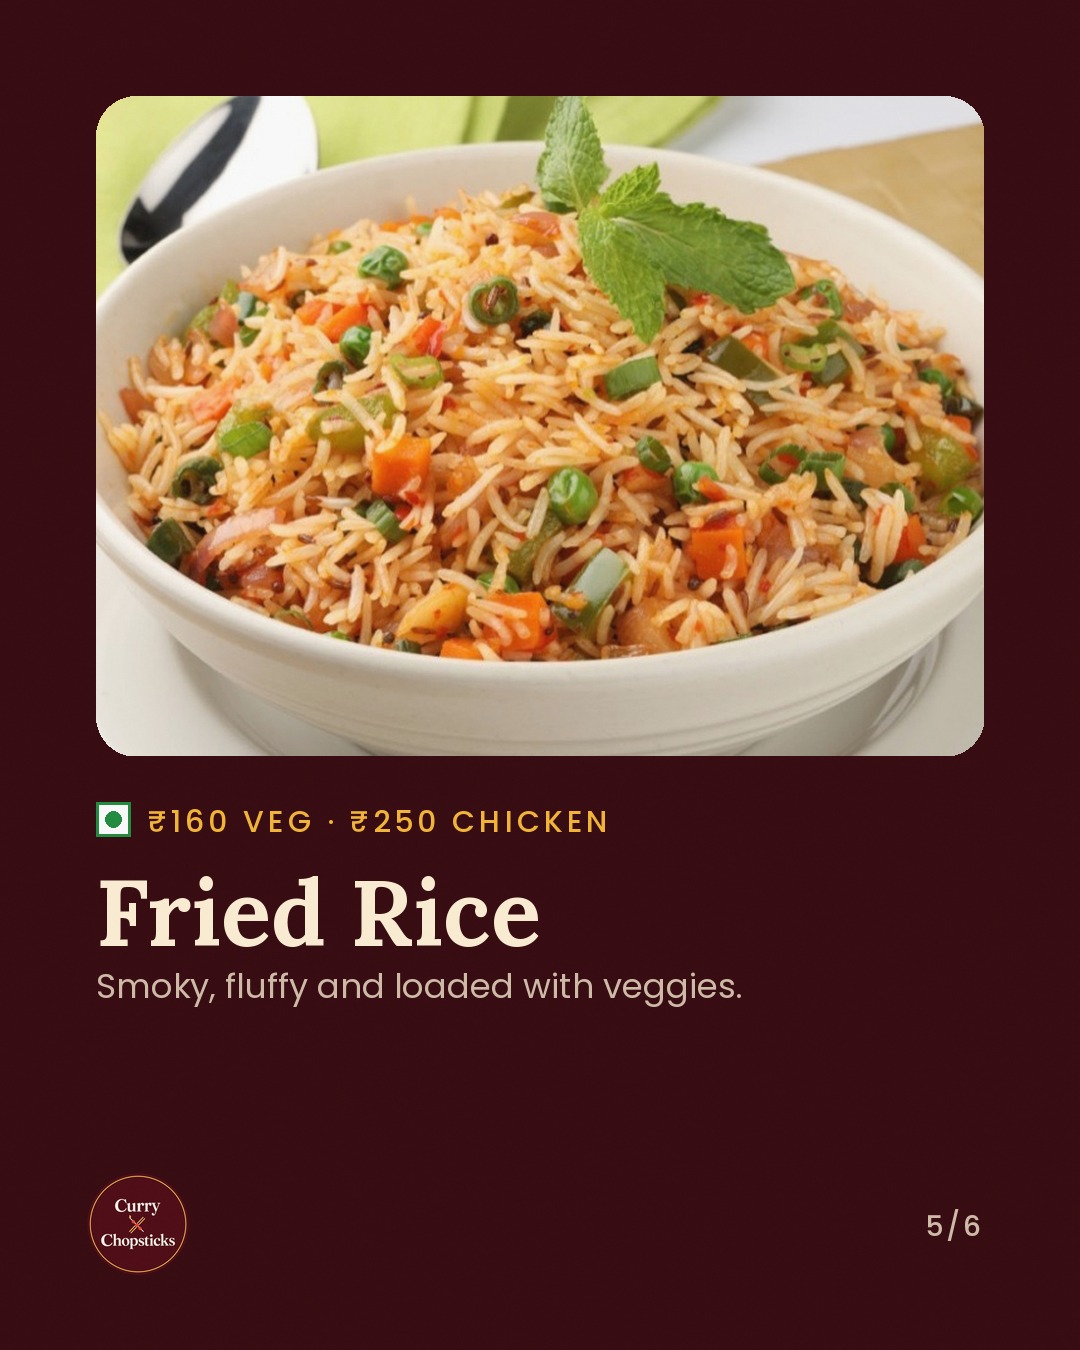 ₹160 VEG · ₹250 CHICKEN
Fried Rice
Smoky, fluffy and loaded with veggies.
Curry
Chopsticks
5/6